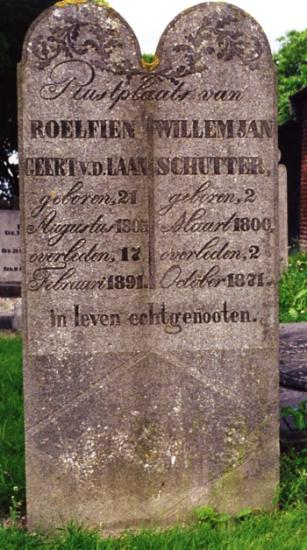 Rustplaats van
ROELFIEN WILLEM JAN
GEERT v.d. LAAN SCHUTTER,
geboren, 21 geboren, 2
Augustus 1805 Maart 1800,
overleden, 17 overleden, 2
Februari 1891. October 1871.
in leven echtgenooten.